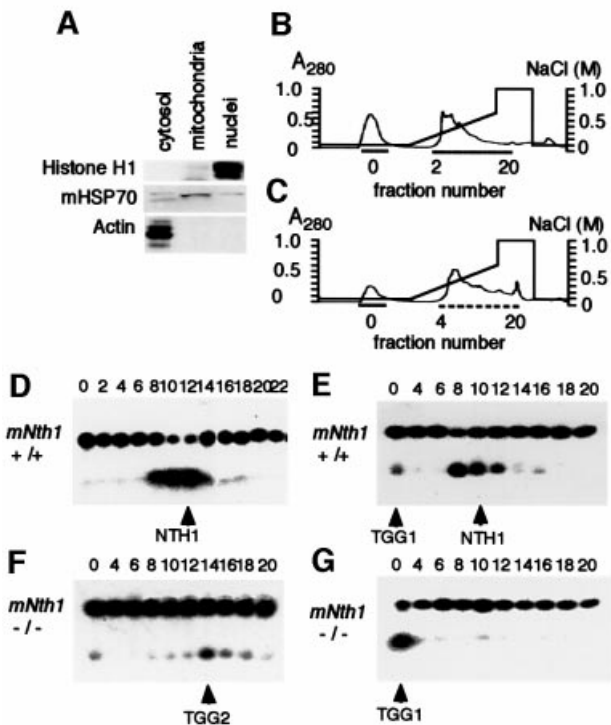 A
cytosol
mitochondria
nuclei
Histone H1
mHSP70
Actin
B
A280
NaCl (M)
1.0 1.0
0.5 0.5
0 0
0 2 20
fraction number
C
A280
NaCl (M)
1.0 1.0
0.5 0.5
0 0
0 4 20
fraction number
D
0 2 4 6 8 10 12 14 16 18 20 22
mNth1
+ /+
NTH1
E
0 4 6 8 10 12 14 16 18 20
mNth1
+ /+
TGG1 NTH1
F
0 4 6 8 10 12 14 16 18 20
mNth1
- / -
TGG2
G
0 4 6 8 10 12 14 16 18 20
mNth1
- / -
TGG1